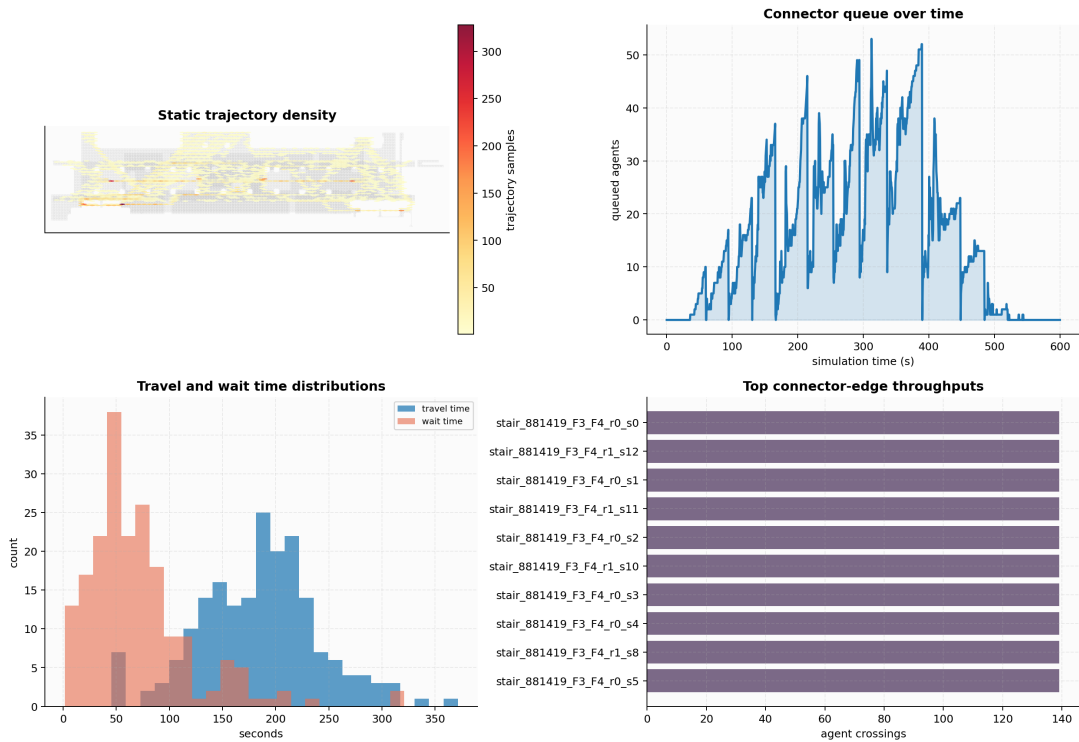 Static trajectory density
300
250
200
150
100
50
trajectory samples
Connector queue over time
50
40
30
20
10
0
queued agents
0 100 200 300 400 500 600
simulation time (s)
Travel and wait time distributions
travel time
wait time
35
30
25
20
15
10
5
0
count
0 50 100 150 200 250 300 350
seconds
Top connector-edge throughputs
stair_881419_F3_F4_r0_s0
stair_881419_F3_F4_r1_s12
stair_881419_F3_F4_r0_s1
stair_881419_F3_F4_r1_s11
stair_881419_F3_F4_r0_s2
stair_881419_F3_F4_r1_s10
stair_881419_F3_F4_r0_s3
stair_881419_F3_F4_r0_s4
stair_881419_F3_F4_r1_s8
stair_881419_F3_F4_r0_s5
0 20 40 60 80 100 120 140
agent crossings